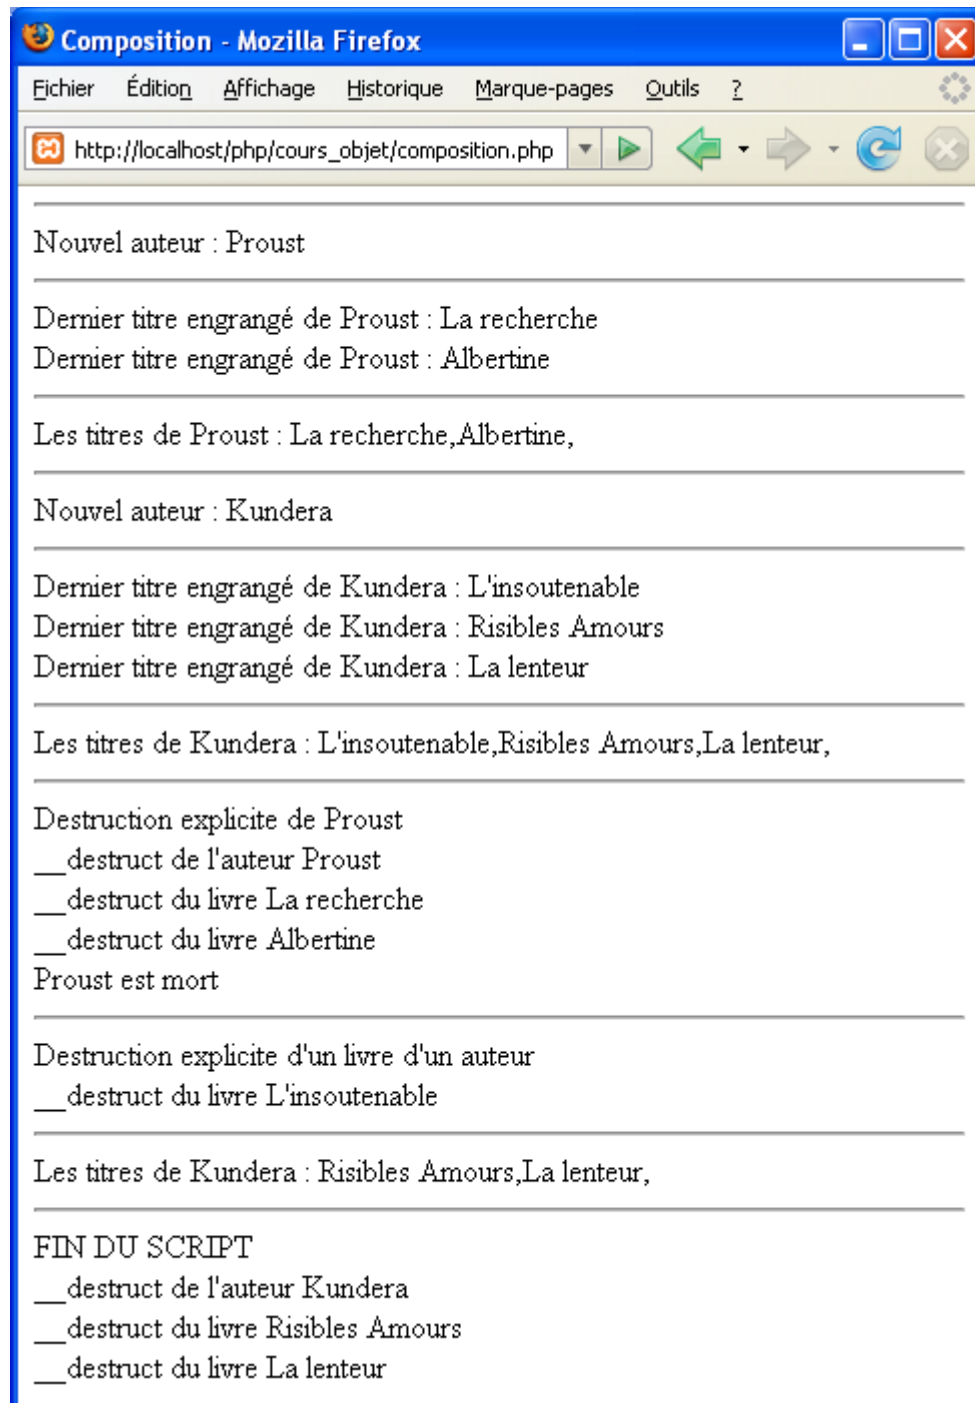 Composition - Mozilla Firefox
Fichier Édition Affichage Historique Marque-pages Outils ?
http://localhost/php/cours_objet/composition.php
Nouvel auteur : Proust
Dernier titre engrangé de Proust : La recherche
Dernier titre engrangé de Proust : Albertine
Les titres de Proust : La recherche,Albertine,
Nouvel auteur : Kundera
Dernier titre engrangé de Kundera : L'insoutenable
Dernier titre engrangé de Kundera : Risibles Amours
Dernier titre engrangé de Kundera : La lenteur
Les titres de Kundera : L'insoutenable,Risibles Amours,La lenteur,
Destruction explicite de Proust
__destruct de l'auteur Proust
__destruct du livre La recherche
__destruct du livre Albertine
Proust est mort
Destruction explicite d'un livre d'un auteur
__destruct du livre L'insoutenable
Les titres de Kundera : Risibles Amours,La lenteur,
FIN DU SCRIPT
__destruct de l'auteur Kundera
__destruct du livre Risibles Amours
__destruct du livre La lenteur